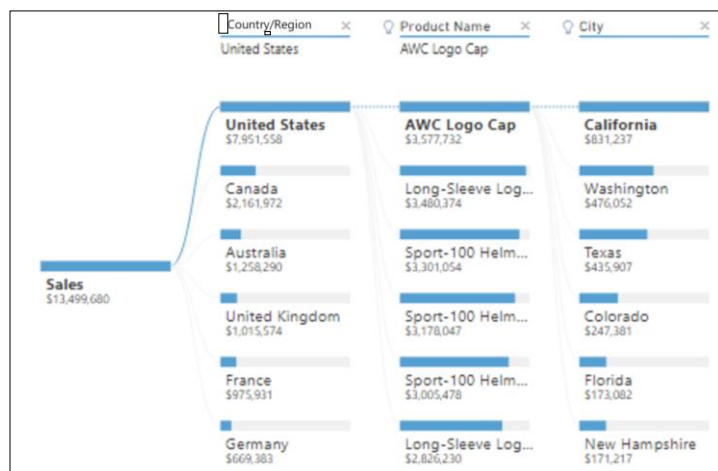 Country/Region
United States
Product Name
AWC Logo Cap
City
Sales
$13,499,680
United States
$7,951,558
Canada
$2,161,972
Australia
$1,258,290
United Kingdom
$1,015,574
France
$975,931
Germany
$669,383
AWC Logo Cap
$3,577,732
Long-Sleeve Log...
$3,480,374
Sport-100 Helm...
$3,301,054
Sport-100 Helm...
$3,178,047
Sport-100 Helm...
$3,005,478
Long-Sleeve Log...
$2,826,230
California
$831,237
Washington
$476,052
Texas
$435,907
Colorado
$247,381
Florida
$173,082
New Hampshire
$171,217